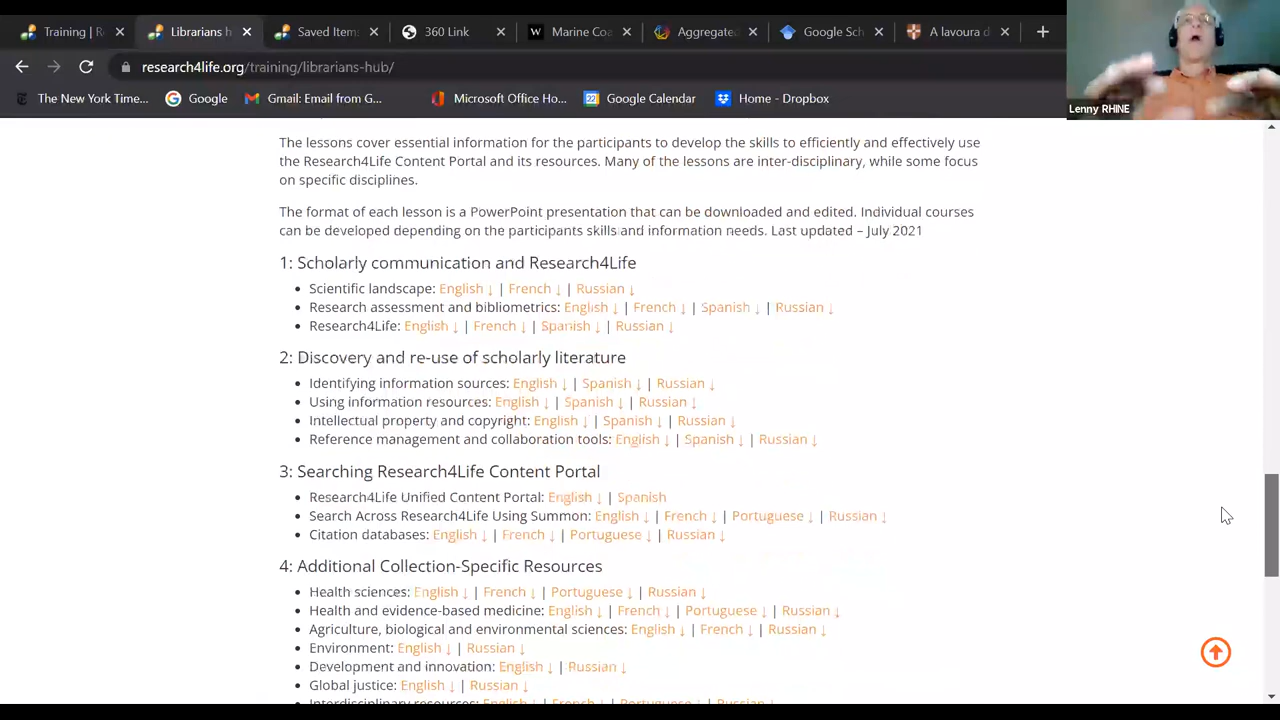 Training | R
Librarians h
Saved Item
360 Link
Marine Coa
Aggregate
Google Sch
A lavoura d
research4life.org/training/librarians-hub/
The New York Time...
Google
Gmail: Email from G...
Microsoft Office Ho...
22
Google Calendar
Home - Dropbox
Lenny RHINE
The lessons cover essential information for the participants to develop the skills to efficiently and effectively use
the Research4Life Content Portal and its resources. Many of the lessons are inter-disciplinary, while some focus
on specific disciplines.
The format of each lesson is a PowerPoint presentation that can be downloaded and edited. Individual courses
can be developed depending on the participants skills and information needs. Last updated – July 2021
1: Scholarly communication and Research4Life
• Scientific landscape: English ↓ | French ↓ | Russian ↓
• Research assessment and bibliometrics: English ↓ | French ↓ | Spanish ↓ | Russian ↓
• Research4Life: English ↓ | French ↓ | Spanish ↓ | Russian ↓
2: Discovery and re-use of scholarly literature
• Identifying information sources: English ↓ | Spanish ↓ | Russian ↓
• Using information resources: English ↓ | Spanish ↓ | Russian ↓
• Intellectual property and copyright: English ↓ | Spanish ↓ | Russian ↓
• Reference management and collaboration tools: English ↓ | Spanish ↓ | Russian ↓
3: Searching Research4Life Content Portal
• Research4Life Unified Content Portal: English ↓ | Spanish
• Search Across Research4Life Using Summon: English ↓ | French ↓ | Portuguese ↓ | Russian ↓
• Citation databases: English ↓ | French ↓ | Portuguese ↓ | Russian ↓
4: Additional Collection-Specific Resources
• Health sciences: English ↓ | French ↓ | Portuguese ↓ | Russian ↓
• Health and evidence-based medicine: English ↓ | French ↓ | Portuguese ↓ | Russian ↓
• Agriculture, biological and environmental sciences: English ↓ | French ↓ | Russian ↓
• Environment: English ↓ | Russian ↓
• Development and innovation: English ↓ | Russian ↓
• Global justice: English ↓ | Russian ↓
• Interdisciplinary resources: English ↓ | French ↓ | Portuguese ↓ | Russian ↓